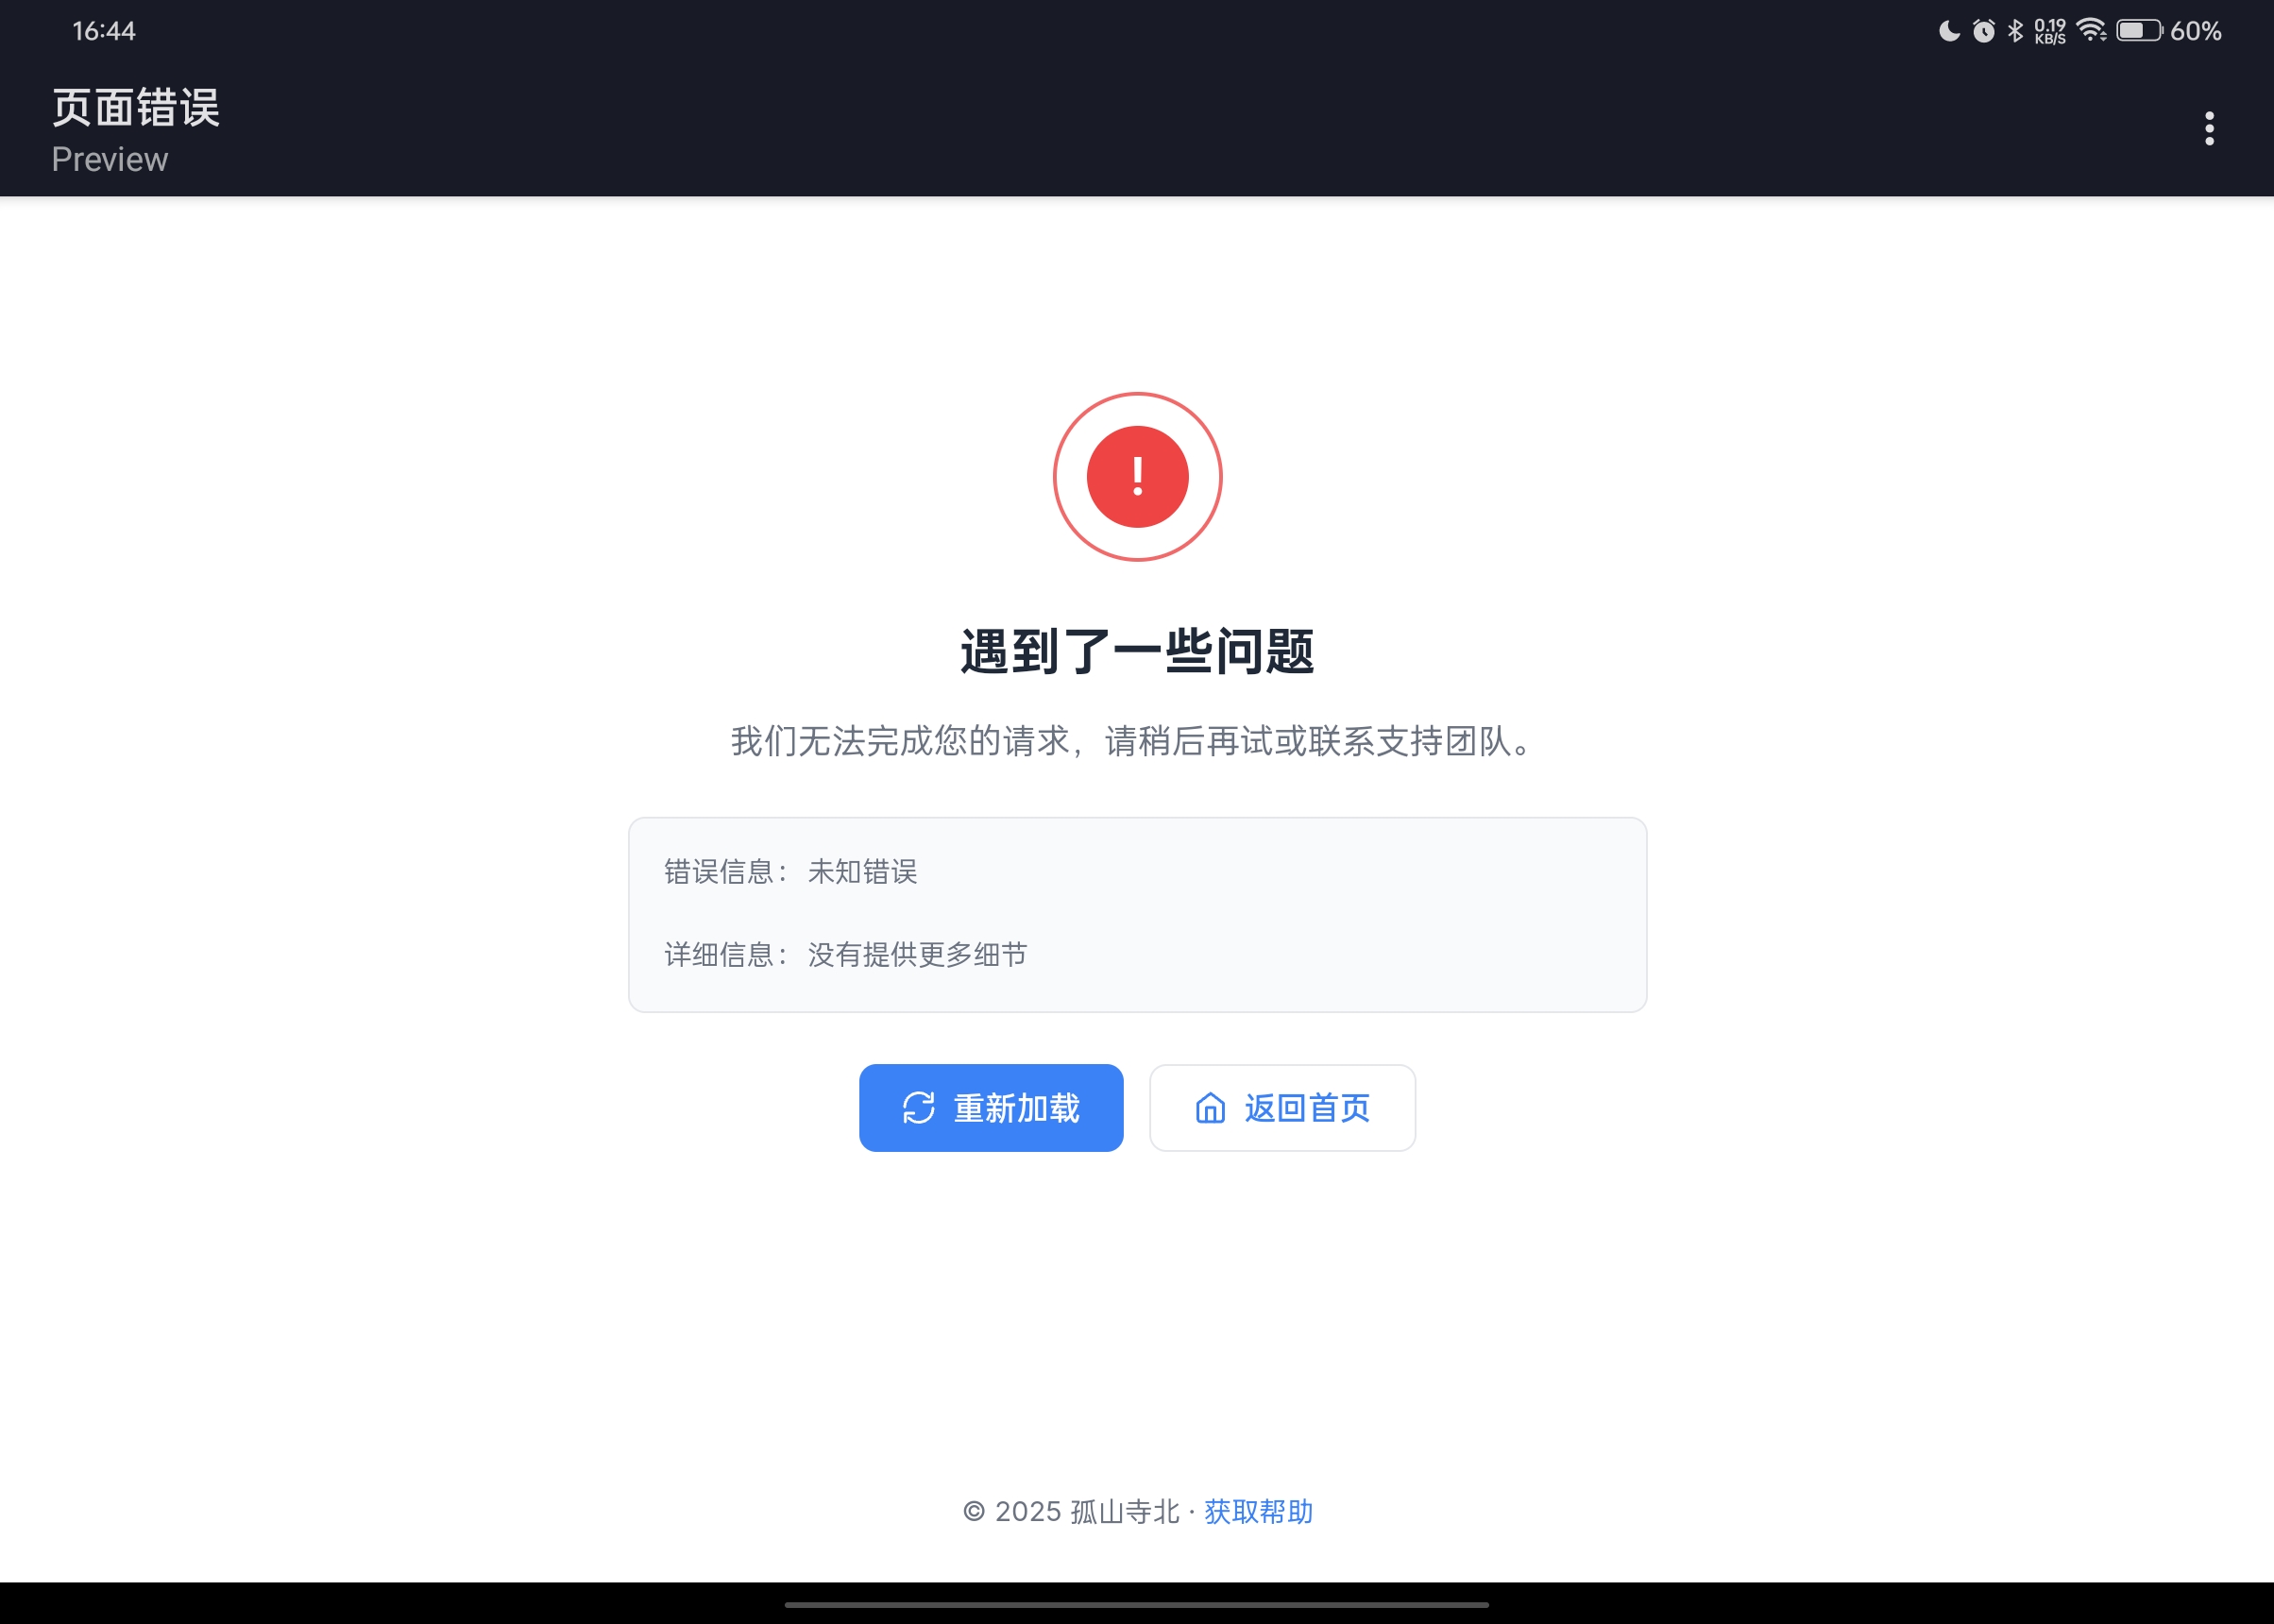 16:44
0.19
KB/S
60%
页面错误
Preview
!
遇到了一些问题
我们无法完成您的请求，请稍后再试或联系支持团队。
错误信息： 未知错误
详细信息： 没有提供更多细节
重新加载
返回首页
© 2025 孤山寺北 · 获取帮助